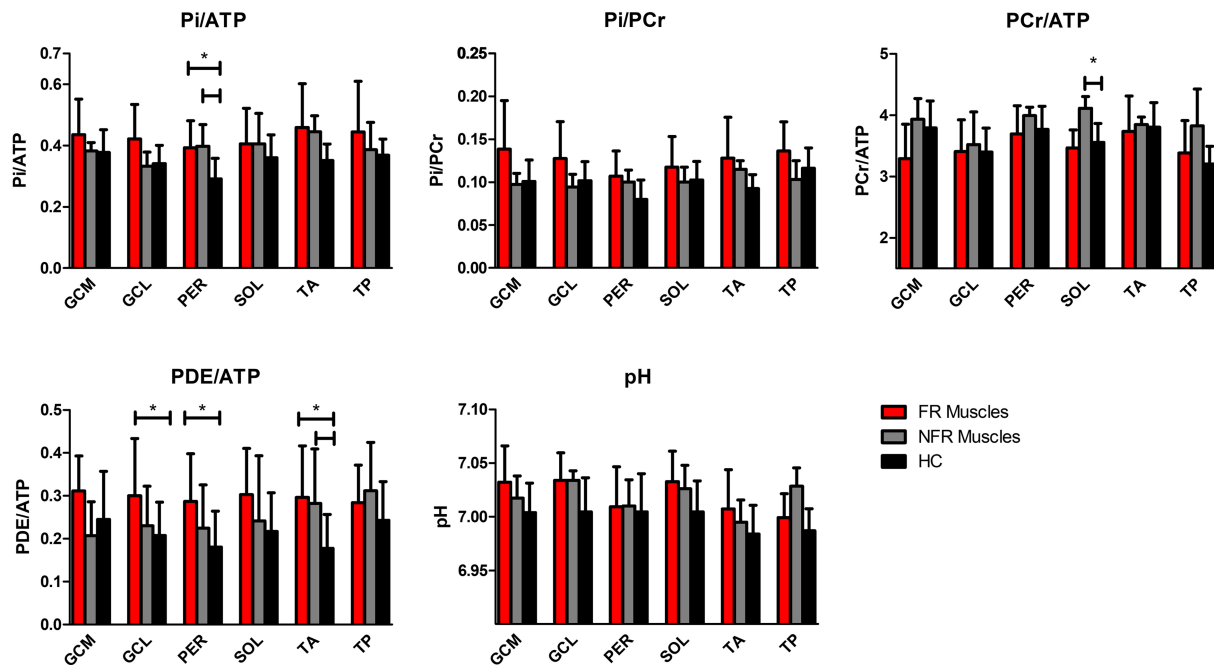 Pi/ATP
Pi/ATP
0.7
0.6
0.4
0.2
0.0
*
GCM
GCL
PER
SOL
TA
TP
Pi/PCr
Pi/PCr
0.25
0.20
0.15
0.10
0.05
0.00
GCM
GCL
PER
SOL
TA
TP
PCr/ATP
PCr/ATP
5
4
3
2
*
GCM
GCL
PER
SOL
TA
TP
PDE/ATP
PDE/ATP
0.5
0.4
0.3
0.2
0.1
0.0
* * *
GCM
GCL
PER
SOL
TA
TP
pH
pH
7.10
7.05
7.00
6.95
GCM
GCL
PER
SOL
TA
TP
FR Muscles
NFR Muscles
HC